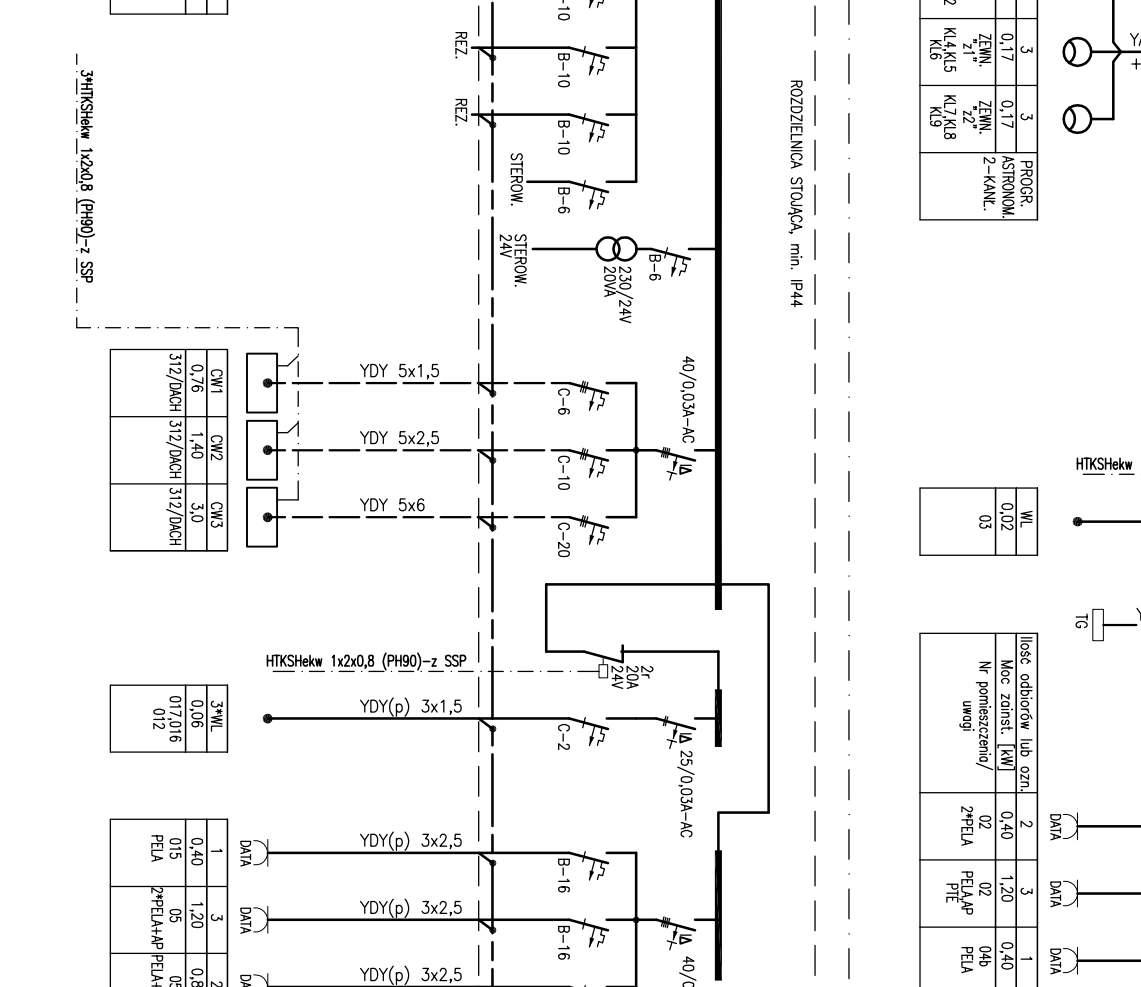 REZ.
B-10
REZ.
B-10
STEROW.
B-6
STEROW.
24V
230/24V
20VA
B-6
3*HTKSHekw 1x2x0,8 (PH90)-z SSP
ROZDZIELNICA STOJĄCA, min. IP44
3
0,17
ZEWN.
"z1"
KL4,KL5
KL6
3
0,17
ZEWN.
"z2"
KL7,KL8
KL9
PROGR.
ASTRONOM.
2-KANŁ.
CW1
0,76
312/DACH
CW2
1,40
312/DACH
CW3
3,0
312/DACH
YDY 5x1,5
C-6
YDY 5x2,5
C-10
YDY 5x6
C-20
40/0,03A-AC
HTKSHekw
WL
0,02
03
TG
HTKSHekw 1x2x0,8 (PH90)-z SSP
2r
20A
24V
3*WL
0,06
017,016
012
YDY(p) 3x1,5
C-2
25/0,03A-AC
Ilość odbiorów lub ozn.
Moc zainst. [kW]
Nr pomieszczenia/
uwagi
2
0,40
02
2*PELA
DATA
3
1,20
02
PELA,AP
PTE
DATA
1
0,40
04b
PELA
DATA
1
0,40
015
PELA
DATA
YDY(p) 3x2,5
B-16
3
1,20
05
2*PELA+AP
DATA
YDY(p) 3x2,5
B-16
YDY(p) 3x2,5